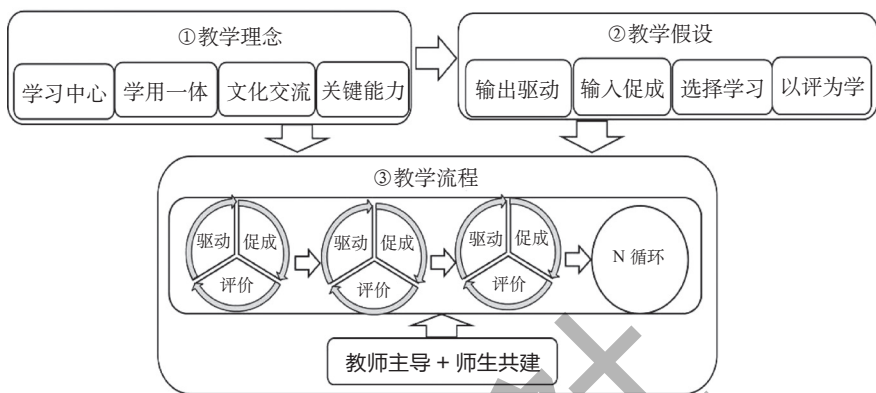 ①教学理念
学习中心 学用一体 文化交流 关键能力
②教学假设
输出驱动 输入促成 选择学习 以评为学
③教学流程
驱动 促成
评价
驱动 促成
评价
驱动 促成
评价
N 循环
教师主导 + 师生共建